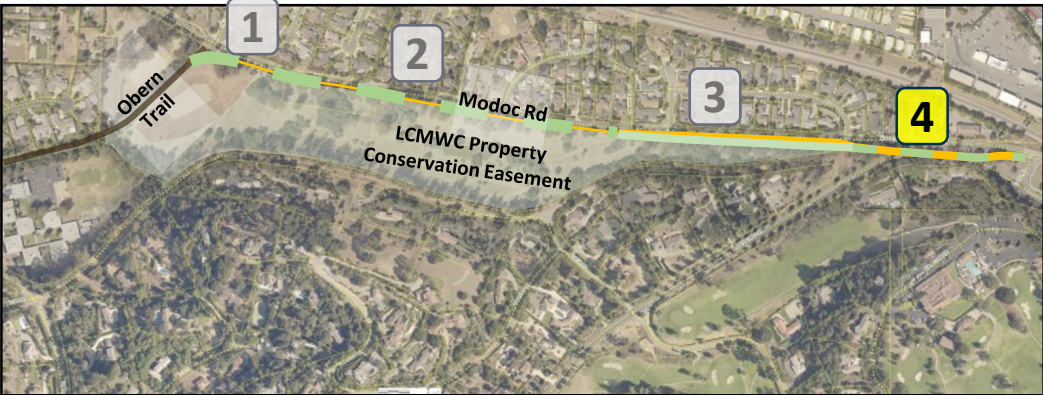 1
2
3
4
Obern
Trail
Modoc Rd
LCMWC Property
Conservation Easement